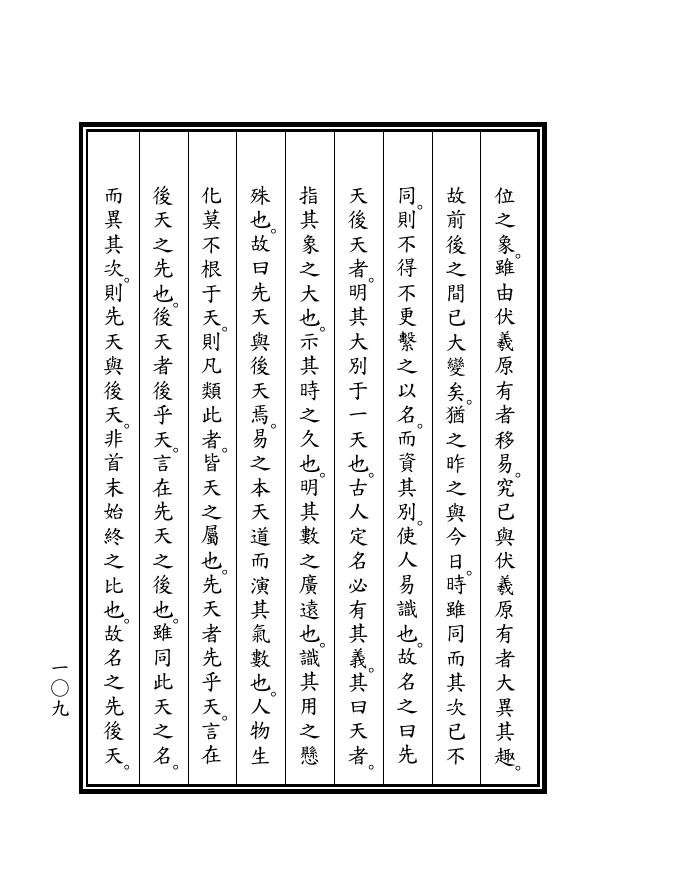 位之象。雖由伏羲原有者移易。究已與伏羲原有者大異其趣。
故前後之間已大變矣。猶之昨之與今日。時雖同而其次已不
同。則不得不更繫之以名。而資其別。使人易識也。故名之曰先
天後天者。明其大別于一天也。古人定名必有其義。其曰天者。
指其象之大也。示其時之久也。明其數之廣遠也。識其用之懸
殊也。故曰先天與後天焉。易之本天道而演其氣數也。人物生
化莫不根于天。則凡類此者。皆天之屬也。先天者先乎天。言在
後天之先也。後天者後乎天。言在先天之後也。雖同此天之名。
而異其次。則先天與後天。非首末始終之比也。故名之先後天。
一〇九